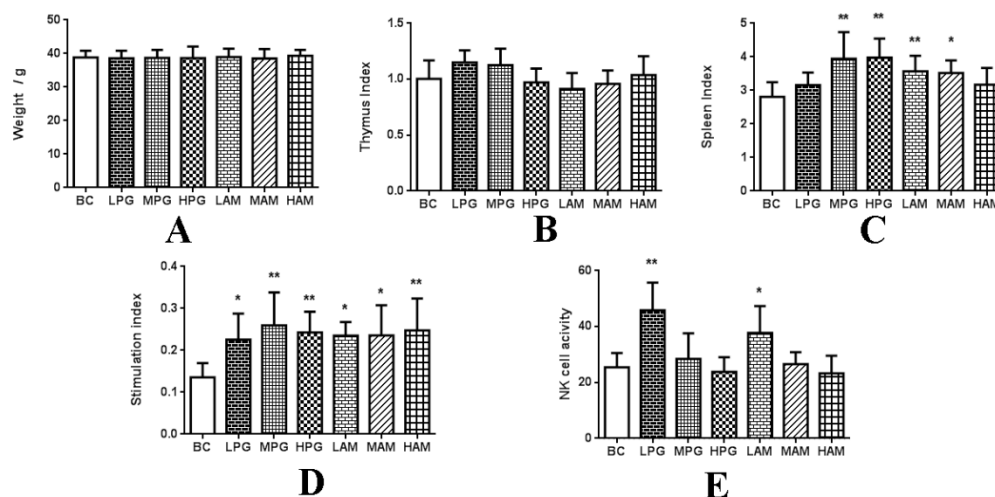 Weight / g
50
40
30
20
10
0
BC LPG MPG HPG LAM MAM HAM
A
Thymus Index
1.5
1.0
0.5
0.0
BC LPG MPG HPG LAM MAM HAM
B
Spleen Index
5
4
3
2
1
0
** ** ** *
BC LPG MPG HPG LAM MAM HAM
C
Stimulation index
0.4
0.3
0.2
0.1
0.0
* ** ** * * **
BC LPG MPG HPG LAM MAM HAM
D
NK cell acivity
60
40
20
0
** *
BC LPG MPG HPG LAM MAM HAM
E